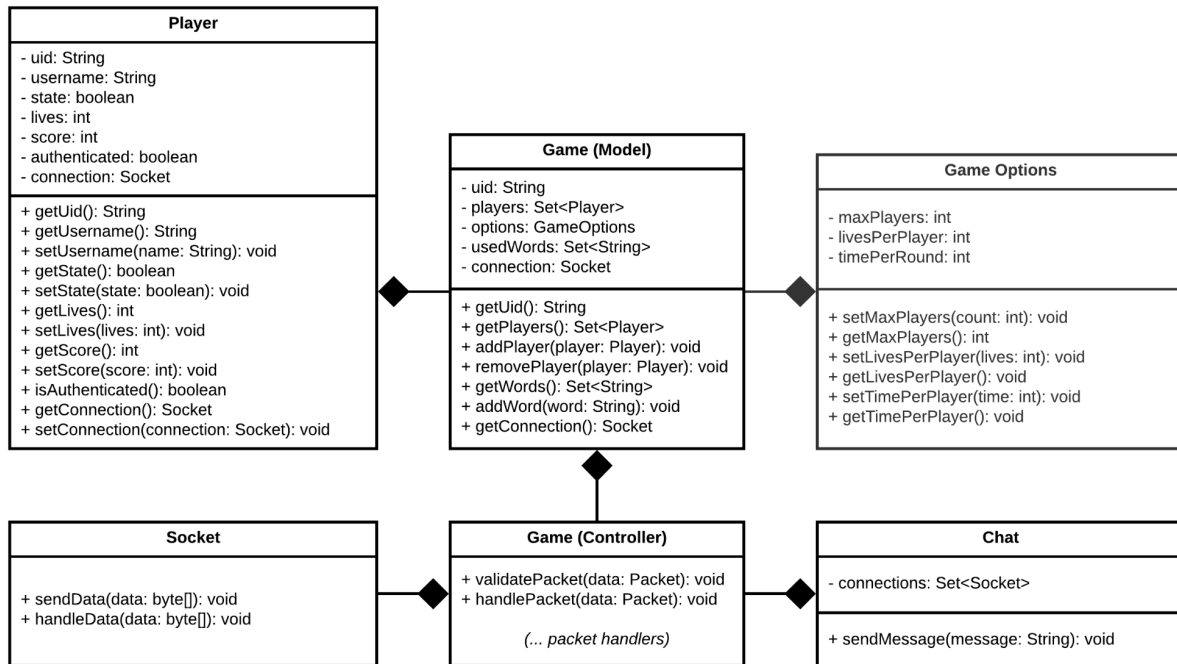 Player
- uid: String
- username: String
- state: boolean
- lives: int
- score: int
- authenticated: boolean
- connection: Socket
+ getUid(): String
+ getUsername(): String
+ setUsername(name: String): void
+ getState(): boolean
+ setState(state: boolean): void
+ getLives(): int
+ setLives(lives: int): void
+ getScore(): int
+ setScore(score: int): void
+ isAuthenticated(): boolean
+ getConnection(): Socket
+ setConnection(connection: Socket): void
Game (Model)
- uid: String
- players: Set<Player>
- options: GameOptions
- usedWords: Set<String>
- connection: Socket
+ getUid(): String
+ getPlayers(): Set<Player>
+ addPlayer(player: Player): void
+ removePlayer(player: Player): void
+ getWords(): Set<String>
+ addWord(word: String): void
+ getConnection(): Socket
Game Options
- maxPlayers: int
- livesPerPlayer: int
- timePerRound: int
+ setMaxPlayers(count: int): void
+ getMaxPlayers(): int
+ setLivesPerPlayer(lives: int): void
+ getLivesPerPlayer(): void
+ setTimePerPlayer(time: int): void
+ getTimePerPlayer(): void
Socket
+ sendData(data: byte[]): void
+ handleData(data: byte[]): void
Game (Controller)
+ validatePacket(data: Packet): void
+ handlePacket(data: Packet): void
(... packet handlers)
Chat
- connections: Set<Socket>
+ sendMessage(message: String): void